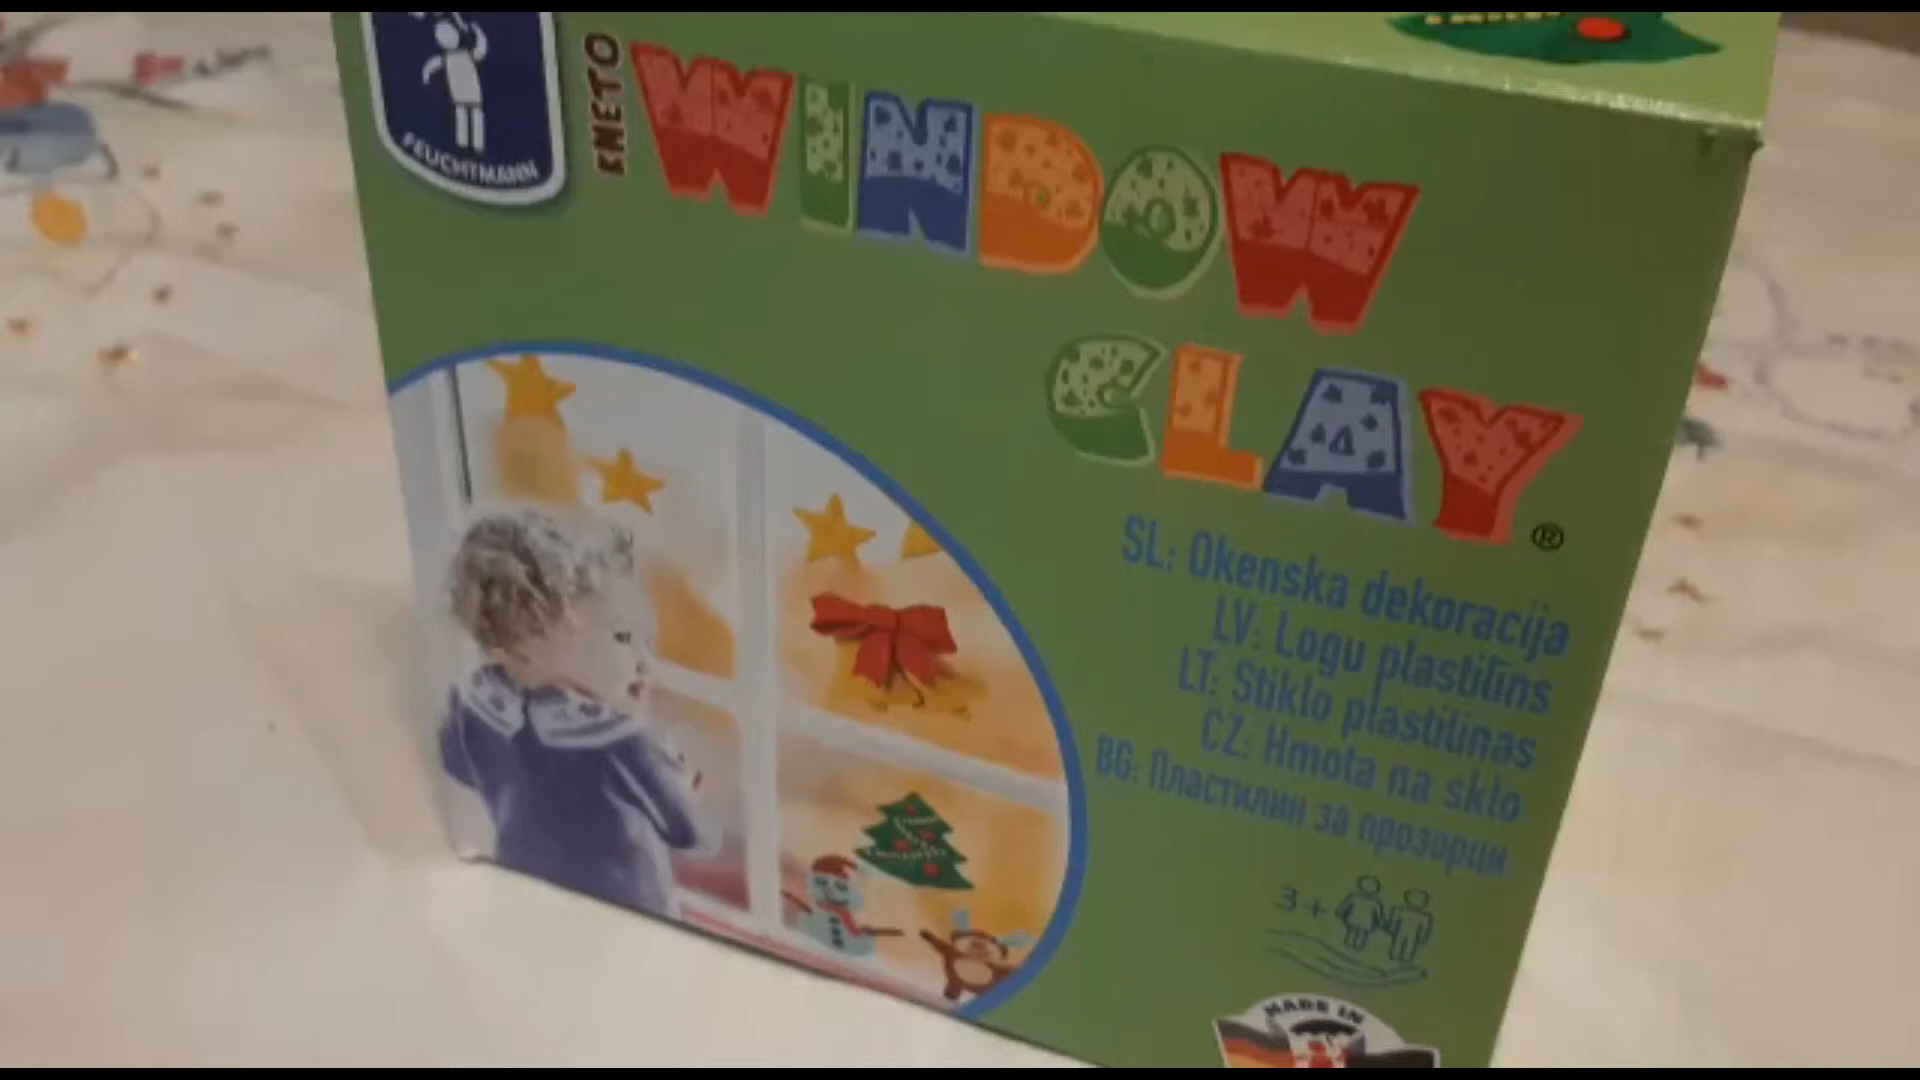 FEUCHTMANN
KNETO
WINDOW
CLAY®
SL: Okenska dekoracija
LV: Logu plastilīns
LT: Stiklo plastilinas
CZ: Hmota na sklo
BG: Пластилин за прозорци
3+
MADE IN